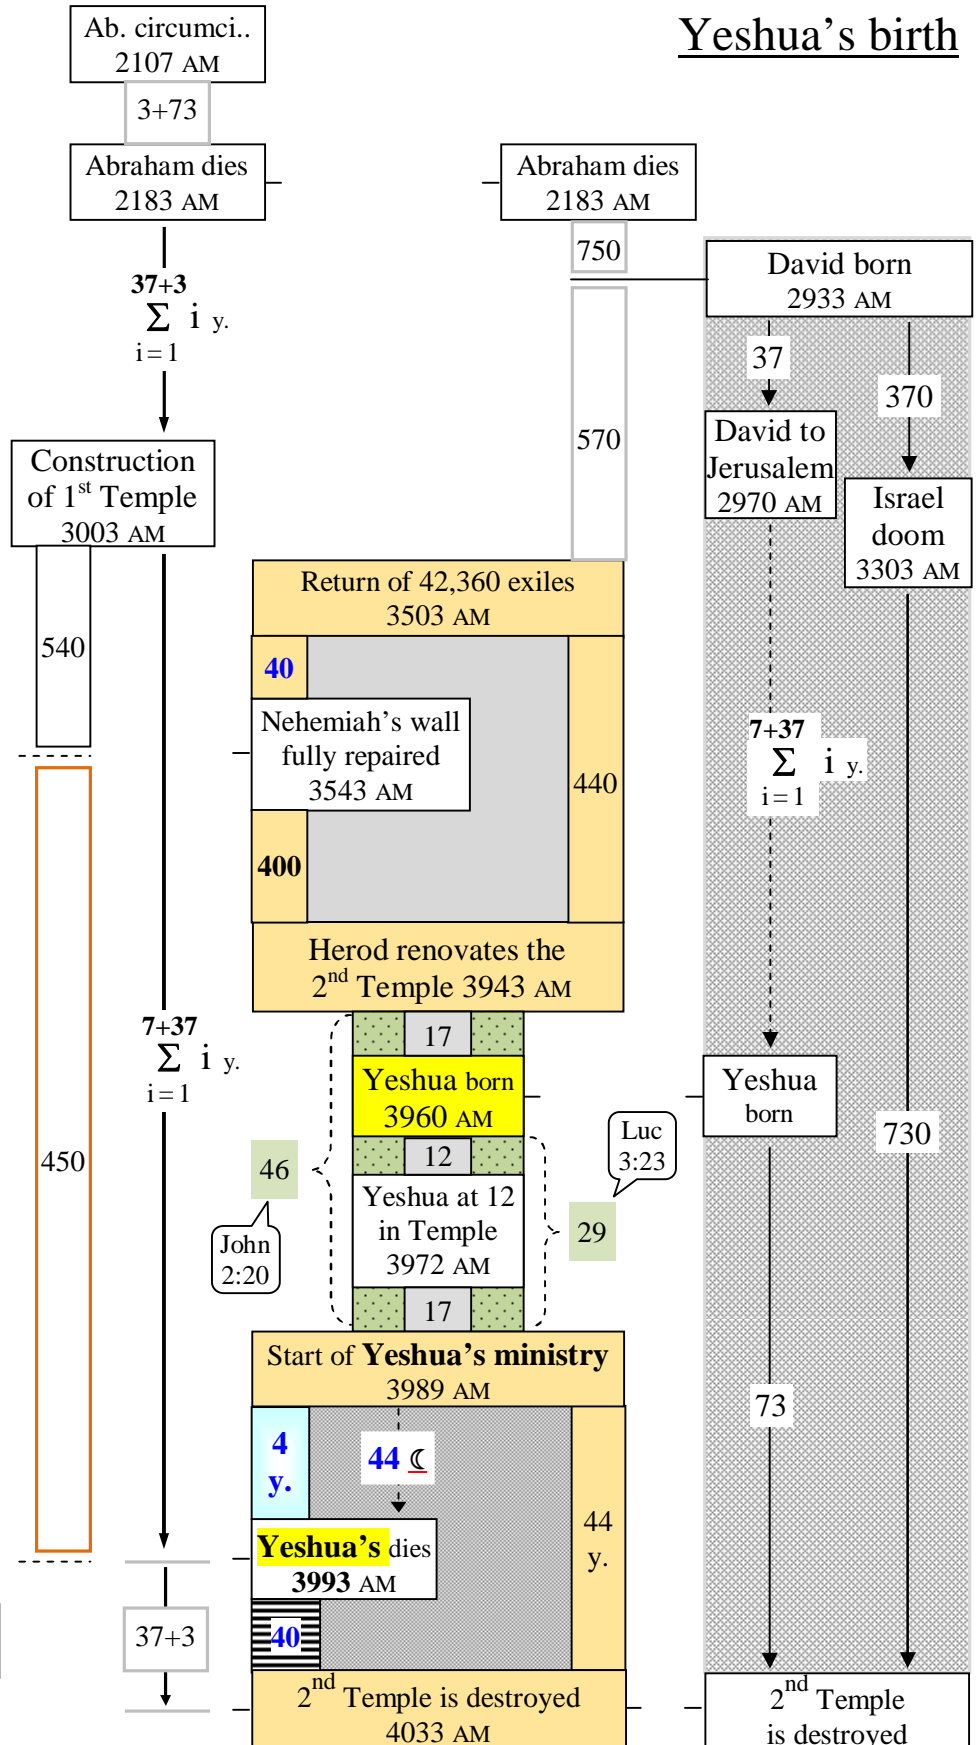 Yeshua's birth
Ab. circumci..
2107 AM
3+73
Abraham dies
2183 AM
Abraham dies
2183 AM
750
David born
2933 AM
37+3
Σ i y.
i = 1
37
370
570
David to
Jerusalem
2970 AM
Construction
of 1st Temple
3003 AM
Israel
doom
3303 AM
Return of 42,360 exiles
3503 AM
540
40
Nehemiah's wall
fully repaired
3543 AM
440
7+37
Σ i y.
i = 1
400
Herod renovates the
2nd Temple 3943 AM
7+37
Σ i y.
i = 1
17
Yeshua born
3960 AM
Yeshua
born
450
46
12
Luc
3:23
730
Yeshua at 12
in Temple
3972 AM
29
John
2:20
17
Start of Yeshua's ministry
3989 AM
73
4
y.
44 ☾
44
y.
Yeshua's dies
3993 AM
37+3
40
2nd Temple is destroyed
4033 AM
2nd Temple
is destroyed